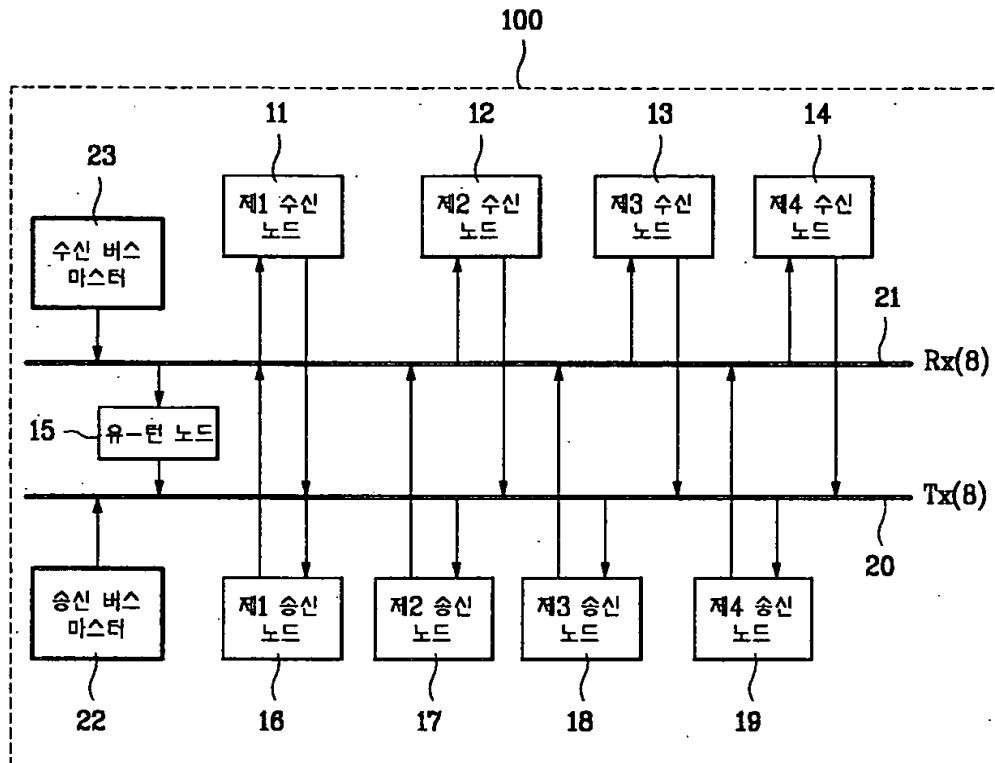 100
11
12
13
14
23
제1 수신
노드
제2 수신
노드
제3 수신
노드
제4 수신
노드
수신 버스
마스터
21
Rx(8)
15
유-턴 노드
Tx(8)
20
송신 버스
마스터
제1 송신
노드
제2 송신
노드
제3 송신
노드
제4 송신
노드
22
16
17
18
19